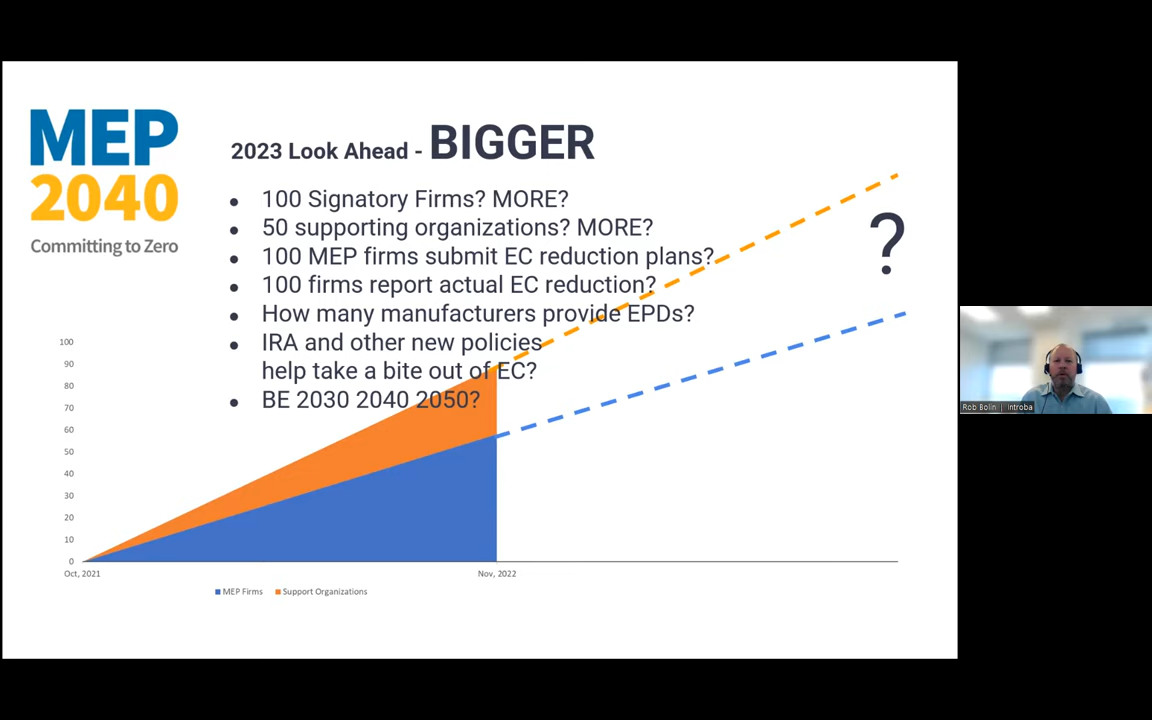 MEP
2040
Committing to Zero
2023 Look Ahead - BIGGER
• 100 Signatory Firms? MORE?
• 50 supporting organizations? MORE?
• 100 MEP firms submit EC reduction plans?
• 100 firms report actual EC reduction?
• How many manufacturers provide EPDs?
• IRA and other new policies
help take a bite out of EC?
• BE 2030 2040 2050?
?
100
90
80
70
60
50
40
30
20
10
0
Oct, 2021
Nov, 2022
MEP Firms
Support Organizations
Rob Bolin | introba